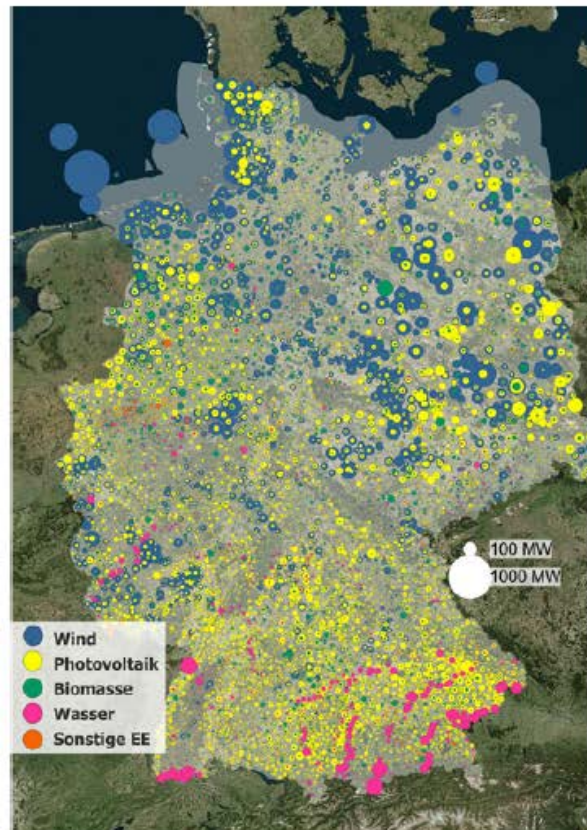 100 MW
1000 MW
Wind
Photovoltaik
Biomasse
Wasser
Sonstige EE